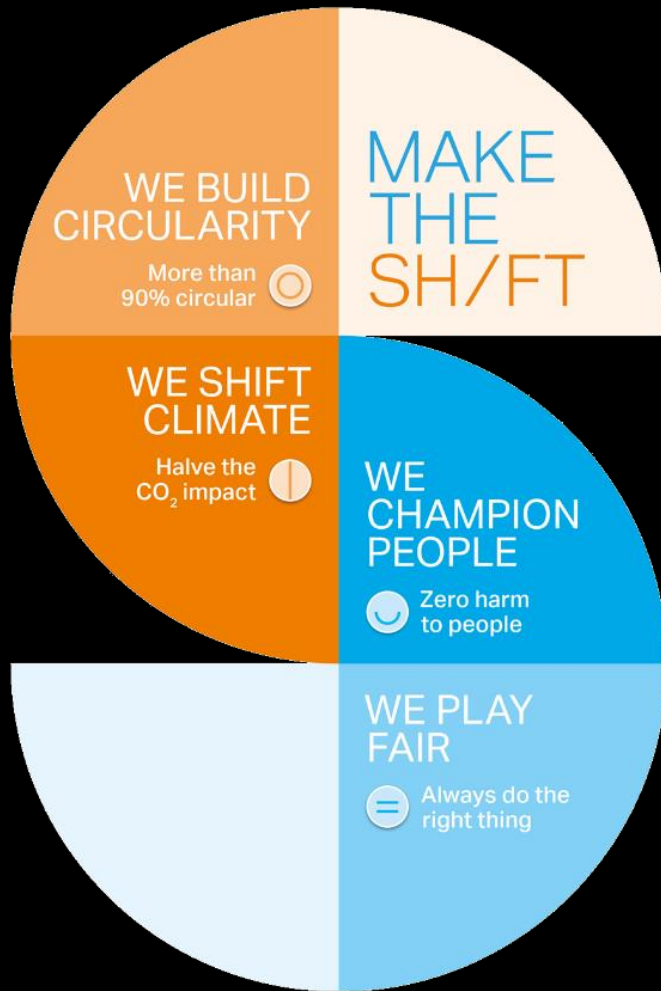 MAKE
THE
SH/FT
WE BUILD
CIRCULARITY
More than
90% circular
WE SHIFT
CLIMATE
Halve the
CO₂ impact
WE
CHAMPION
PEOPLE
Zero harm
to people
WE PLAY
FAIR
Always do the
right thing